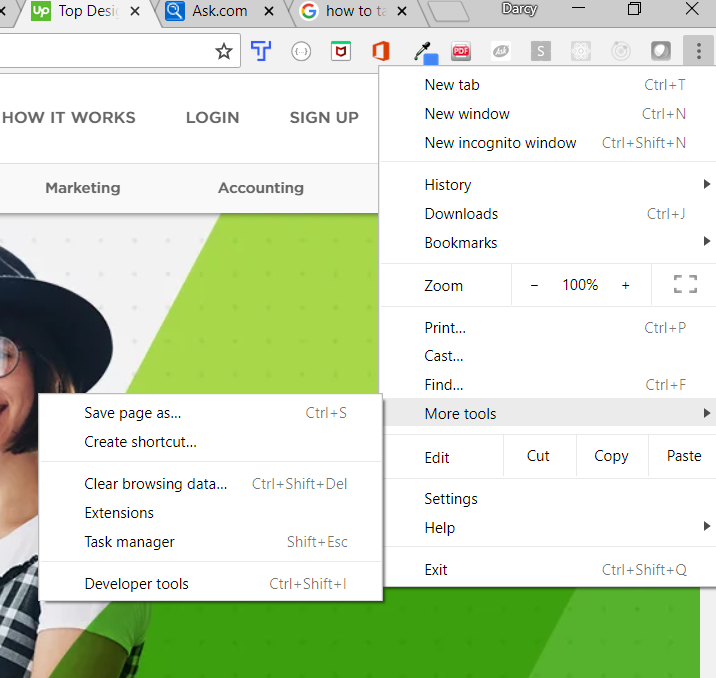 Up Top Desi Ask.com how to ta Darcy
PDF Ask S
HOW IT WORKS LOGIN SIGN UP
Marketing Accounting
New tab Ctrl+T
New window Ctrl+N
New incognito window Ctrl+Shift+N
History
Downloads Ctrl+J
Bookmarks
Zoom − 100% +
Print... Ctrl+P
Cast...
Find... Ctrl+F
More tools
Edit Cut Copy Paste
Settings
Help
Exit Ctrl+Shift+Q
Save page as... Ctrl+S
Create shortcut...
Clear browsing data... Ctrl+Shift+Del
Extensions
Task manager Shift+Esc
Developer tools Ctrl+Shift+I